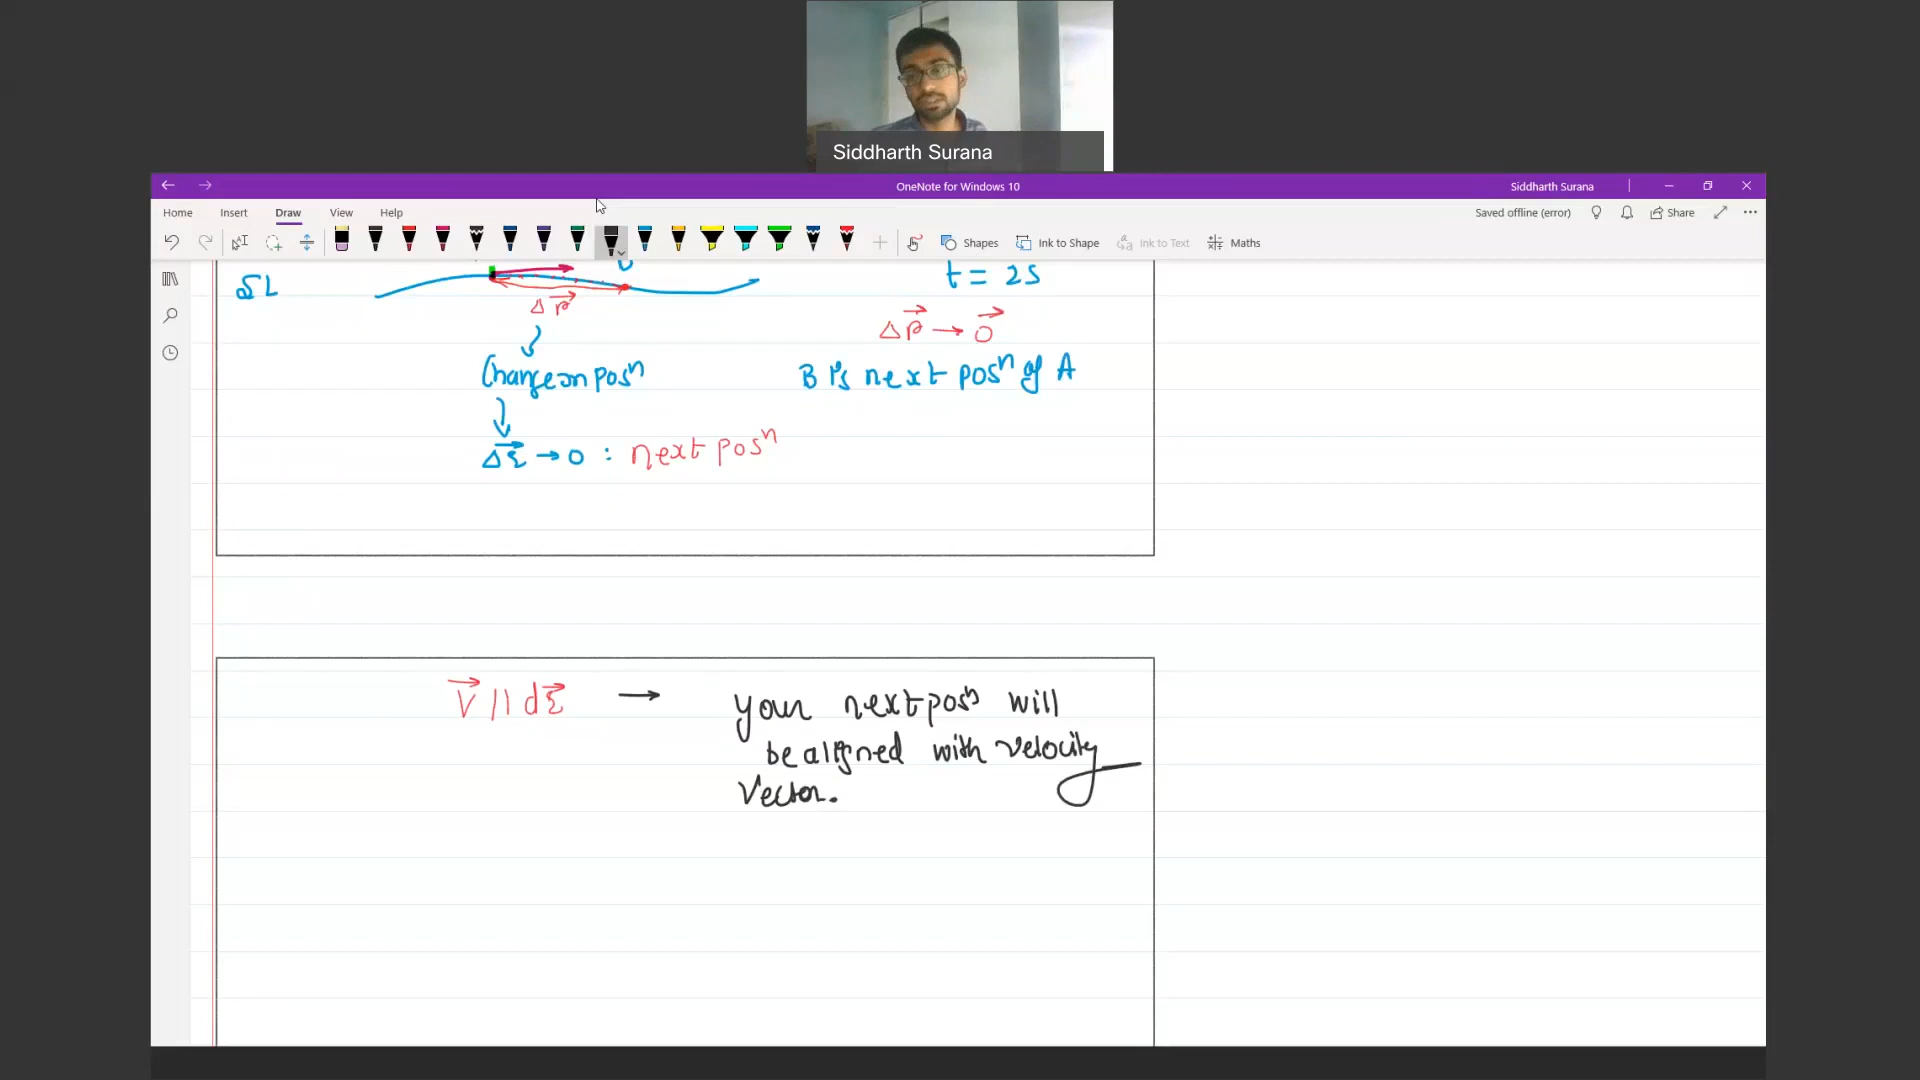 Siddharth Surana
OneNote for Windows 10
Siddharth Surana
Home Insert Draw View Help
Saved offline (error)
Share
Shapes
Ink to Shape
Ink to Text
Maths
t = 2s
SL
Δr⃗
Δr⃗ → 0⃗
Change in posⁿ
B is next posⁿ of A
Δr⃗ → 0 : next posⁿ
V⃗ || dr⃗ → your next posⁿ will
be aligned with velocity
Vector.